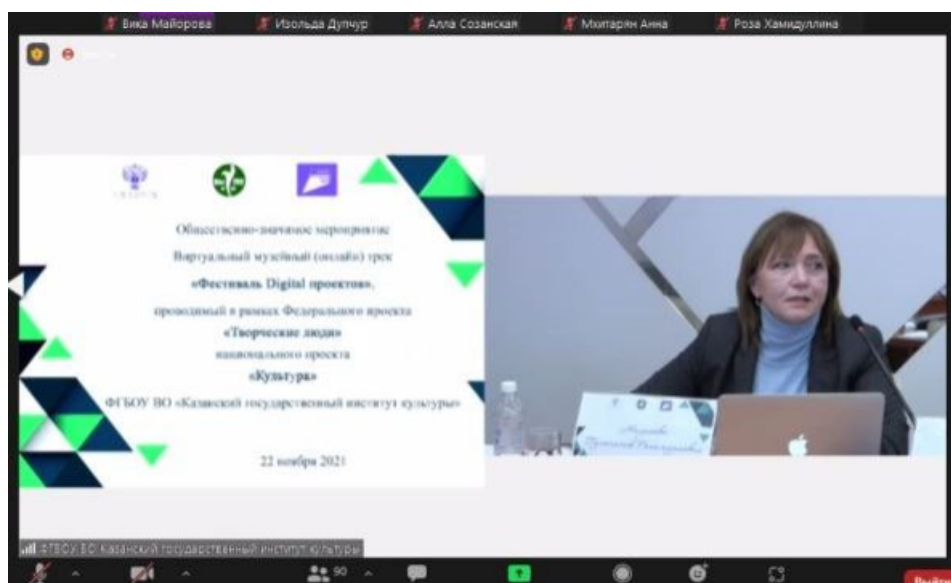 Вика Майорова
Изольда Дупчур
Алла Созанская
Мхитарян Анна
Роза Хамидуллина
Общественно-значимое мероприятие
Виртуальный музейный (онлайн) трек
«Фестиваль Digital проектов»,
проводимый в рамках Федерального проекта
«Творческие люди»
национального проекта
«Культура»
ФГБОУ ВО «Казанский государственный институт культуры»
22 ноября 2021
ФГБОУ ВО Казанский государственный институт культуры
90